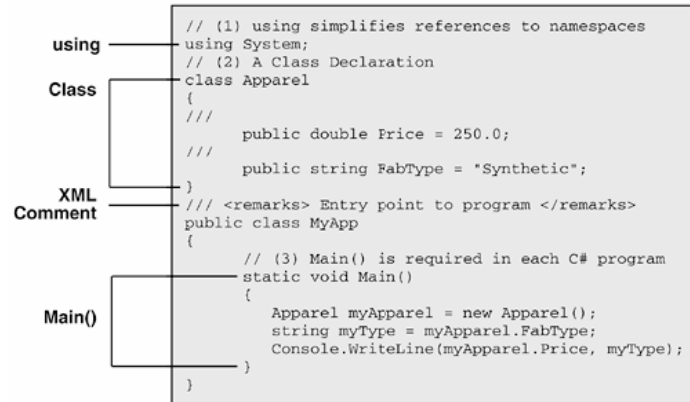 // (1) using simplifies references to namespaces
using
using System;
// (2) A Class Declaration
Class
class Apparel
{
///
public double Price = 250.0;
///
public string FabType = "Synthetic";
}
XML
Comment
/// <remarks> Entry point to program </remarks>
public class MyApp
{
// (3) Main() is required in each C# program
static void Main()
{
Main()
Apparel myApparel = new Apparel();
string myType = myApparel.FabType;
Console.WriteLine(myApparel.Price, myType);
}
}